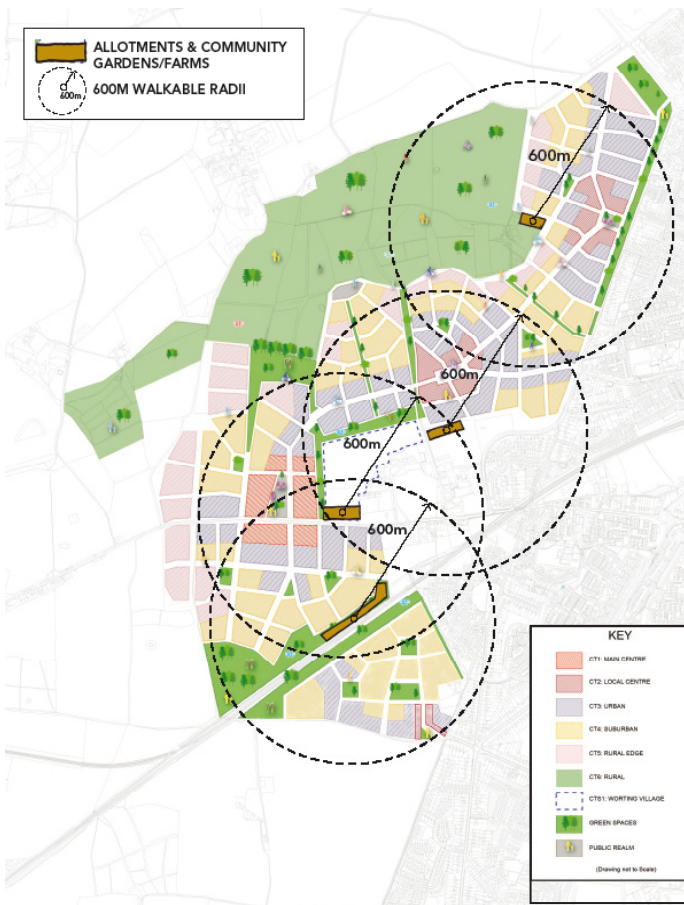 ALLOTMENTS & COMMUNITY
GARDENS/FARMS
600m
600M WALKABLE RADII
600m
600m
600m
600m
KEY
CT1: MAIN CENTRE
CT2: LOCAL CENTRE
CT3: URBAN
CT4: SUBURBAN
CT5: RURAL EDGE
CT6: RURAL
CTS1: WORTING VILLAGE
GREEN SPACES
PUBLIC REALM
(Drawing not to Scale)